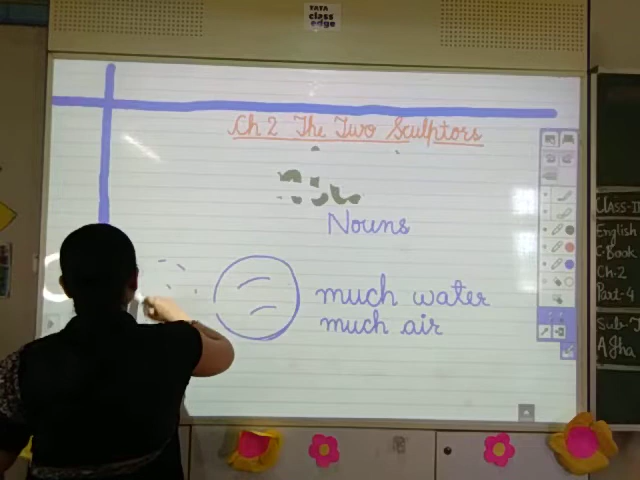 TATA
class
edge
Ch 2 The Two Sculptors
Nouns
much water
much air
CLASS-II
English
C.Book
Ch-2
Part-4
Sub-T